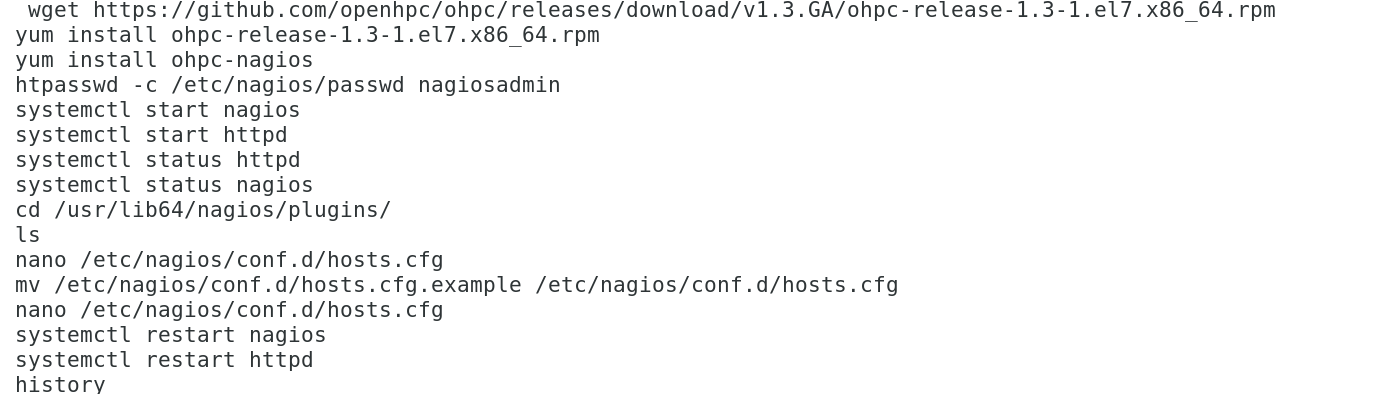 wget https://github.com/openhpc/ohpc/releases/download/v1.3.GA/ohpc-release-1.3-1.el7.x86_64.rpm
yum install ohpc-release-1.3-1.el7.x86_64.rpm
yum install ohpc-nagios
htpasswd -c /etc/nagios/passwd nagiosadmin
systemctl start nagios
systemctl start httpd
systemctl status httpd
systemctl status nagios
cd /usr/lib64/nagios/plugins/
ls
nano /etc/nagios/conf.d/hosts.cfg
mv /etc/nagios/conf.d/hosts.cfg.example /etc/nagios/conf.d/hosts.cfg
nano /etc/nagios/conf.d/hosts.cfg
systemctl restart nagios
systemctl restart httpd
history